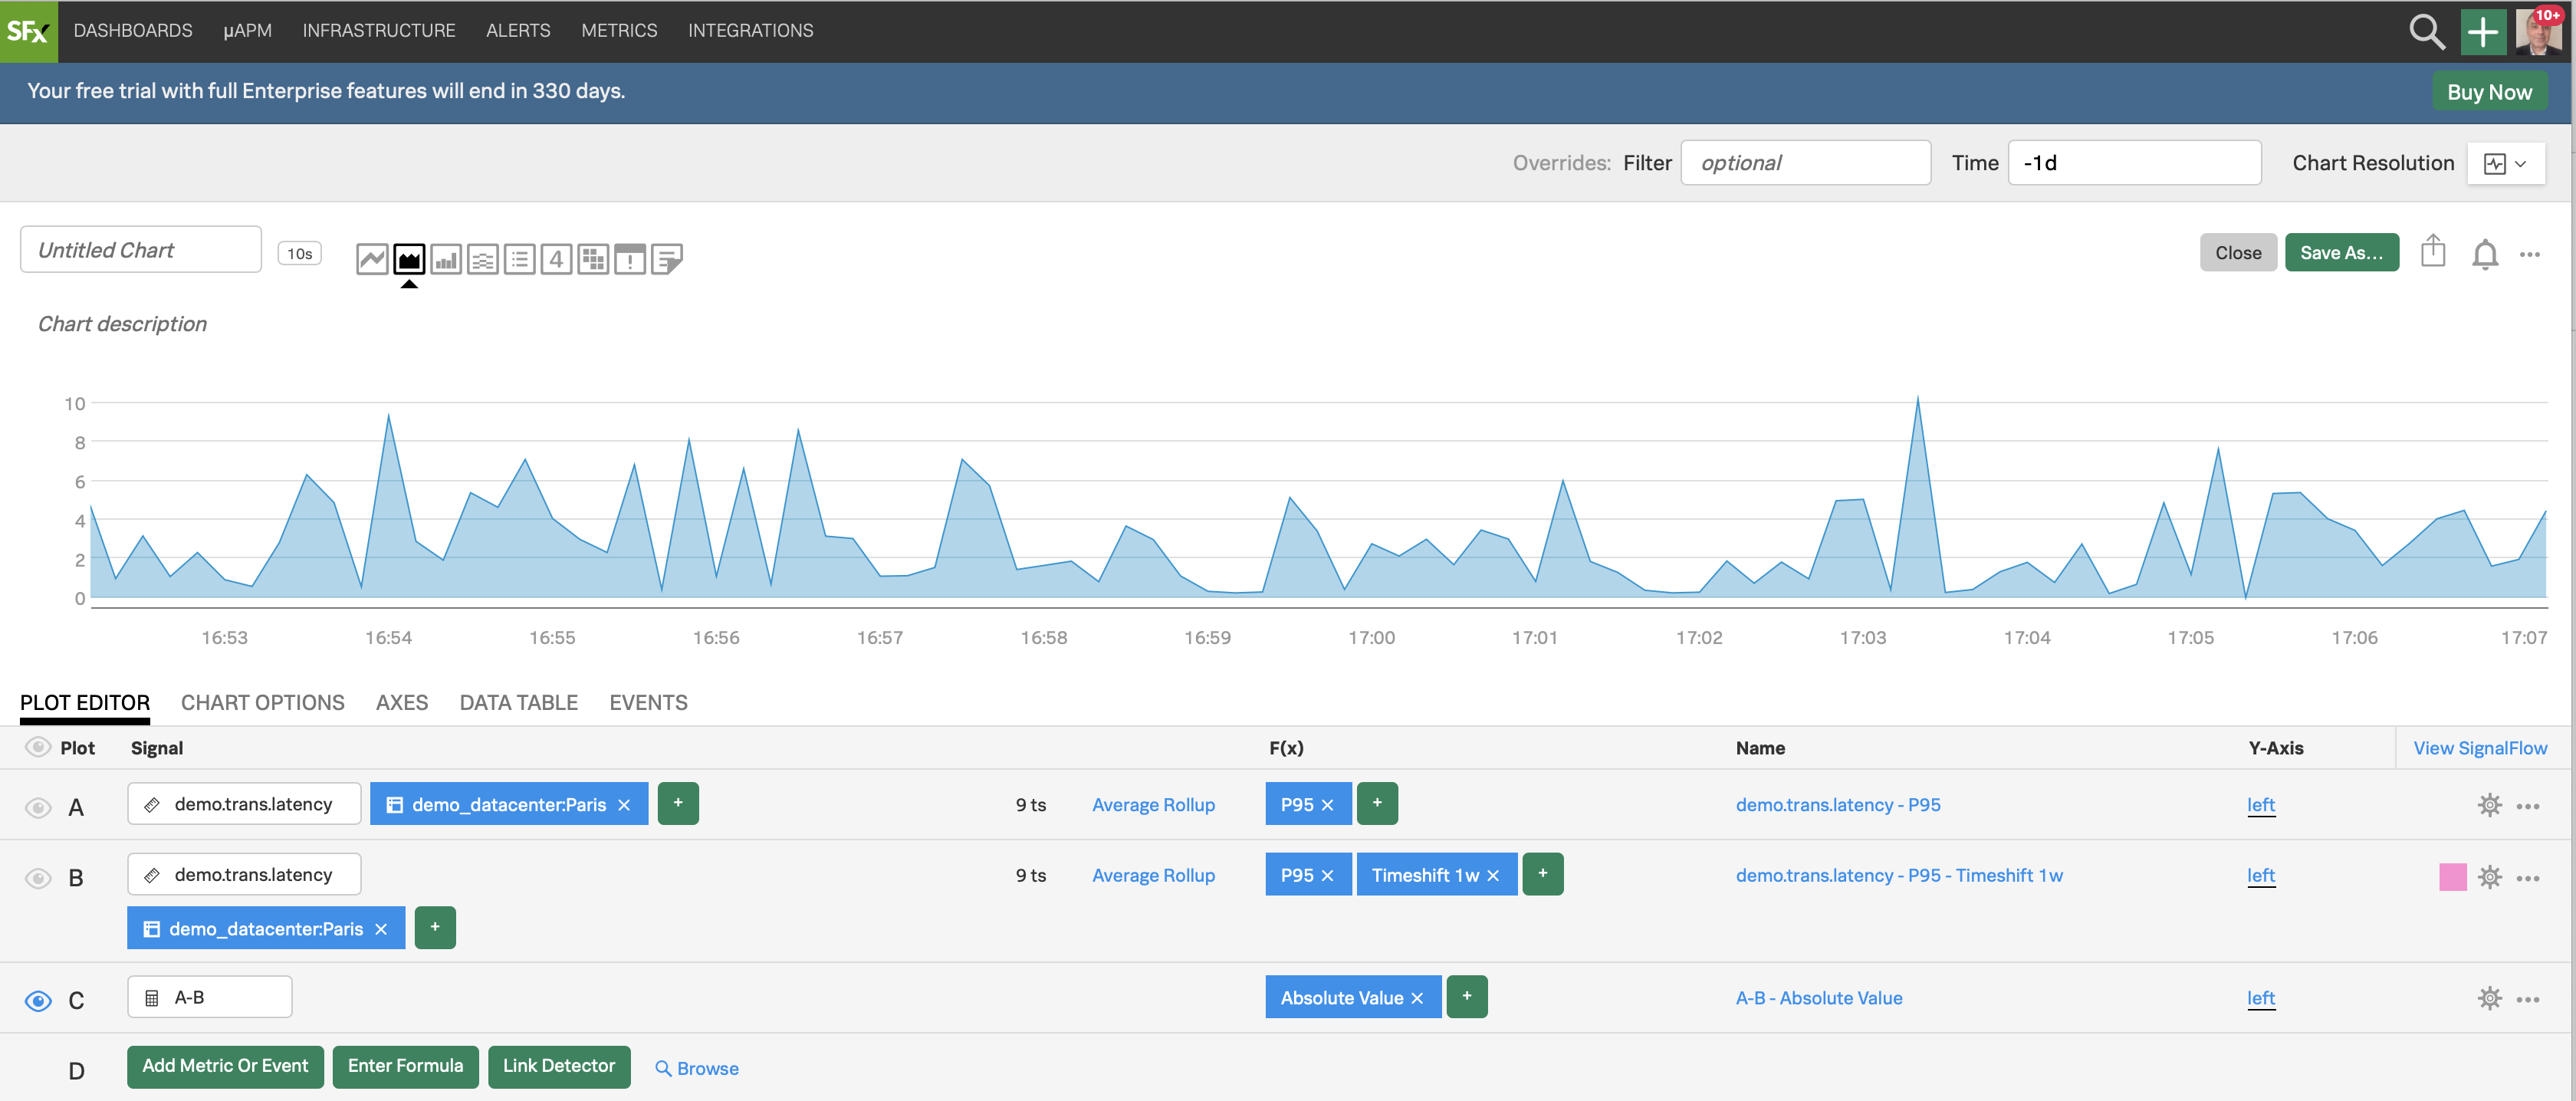 SFx DASHBOARDS µAPM INFRASTRUCTURE ALERTS METRICS INTEGRATIONS 10+
Your free trial with full Enterprise features will end in 330 days. Buy Now
Overrides: Filter optional Time -1d Chart Resolution
Untitled Chart 10s 4 ! Close Save As...
Chart description
10
8
6
4
2
0
16:53 16:54 16:55 16:56 16:57 16:58 16:59 17:00 17:01 17:02 17:03 17:04 17:05 17:06 17:07
PLOT EDITOR CHART OPTIONS AXES DATA TABLE EVENTS
Plot Signal F(x) Name Y-Axis View SignalFlow
A demo.trans.latency demo_datacenter:Paris × + 9 ts Average Rollup P95 × + demo.trans.latency - P95 left
B demo.trans.latency 9 ts Average Rollup P95 × Timeshift 1w × + demo.trans.latency - P95 - Timeshift 1w left
demo_datacenter:Paris × +
C A-B Absolute Value × + A-B - Absolute Value left
D Add Metric Or Event Enter Formula Link Detector Browse